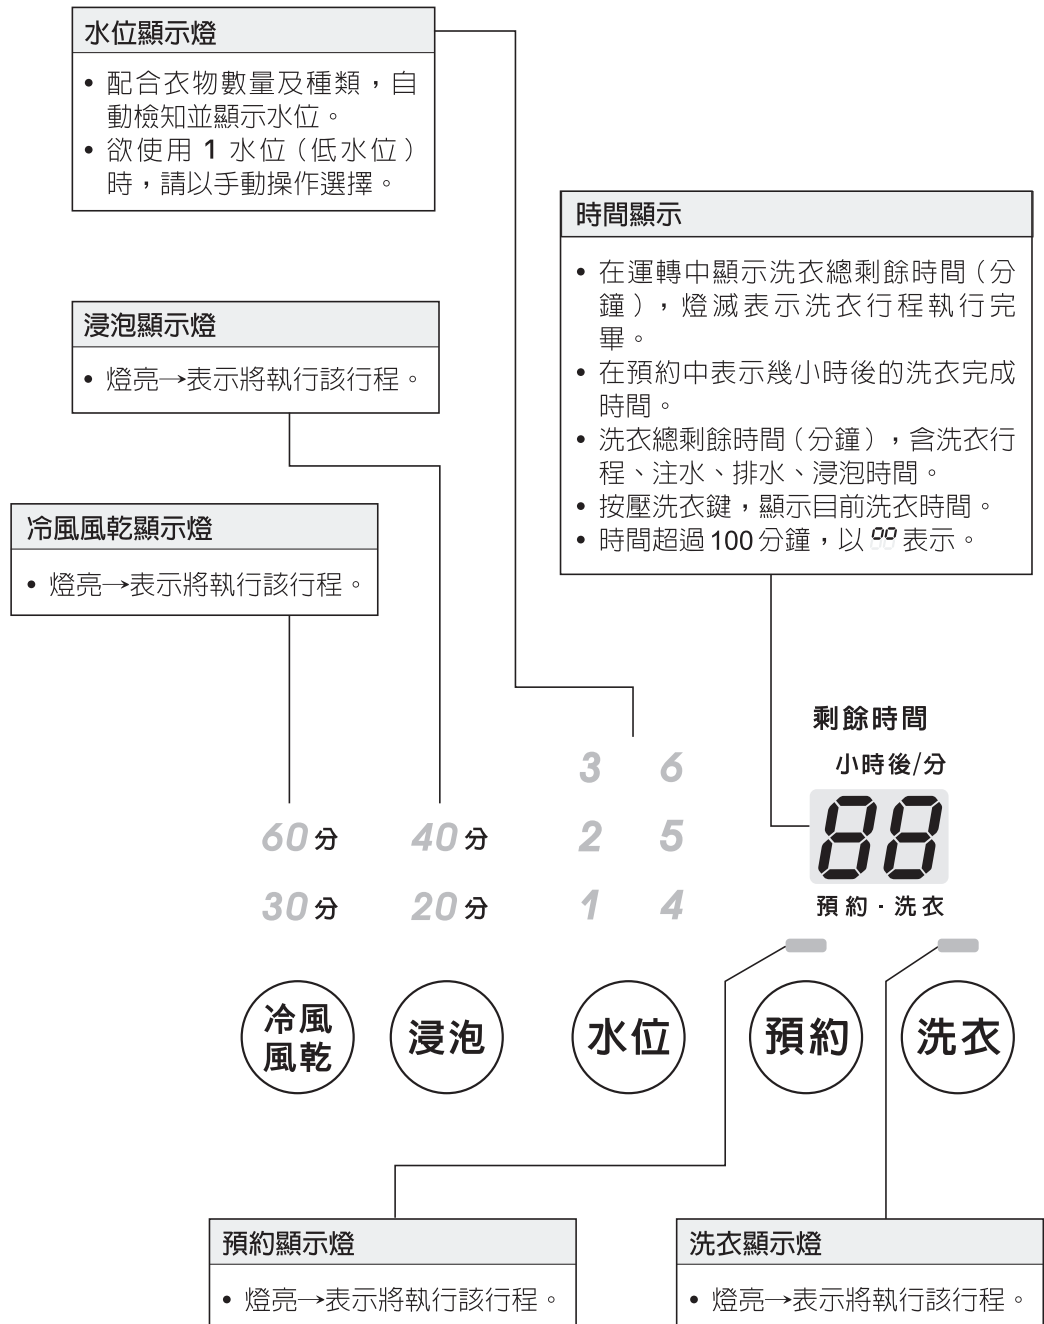 水位顯示燈
• 配合衣物數量及種類，自
動檢知並顯示水位。
• 欲使用 1 水位（低水位）
時，請以手動操作選擇。
時間顯示
• 在運轉中顯示洗衣總剩餘時間（分
鐘），燈滅表示洗衣行程執行完
畢。
• 在預約中表示幾小時後的洗衣完成
時間。
• 洗衣總剩餘時間（分鐘），含洗衣行
程、注水、排水、浸泡時間。
• 按壓洗衣鍵，顯示目前洗衣時間。
• 時間超過 100 分鐘，以 表示。
浸泡顯示燈
• 燈亮→表示將執行該行程。
冷風風乾顯示燈
• 燈亮→表示將執行該行程。
剩餘時間
小時後/分
88
預約·洗衣
3 6
60分 40分 2 5
30分 20分 1 4
冷風
風乾
浸泡
水位
預約
洗衣
預約顯示燈
• 燈亮→表示將執行該行程。
洗衣顯示燈
• 燈亮→表示將執行該行程。